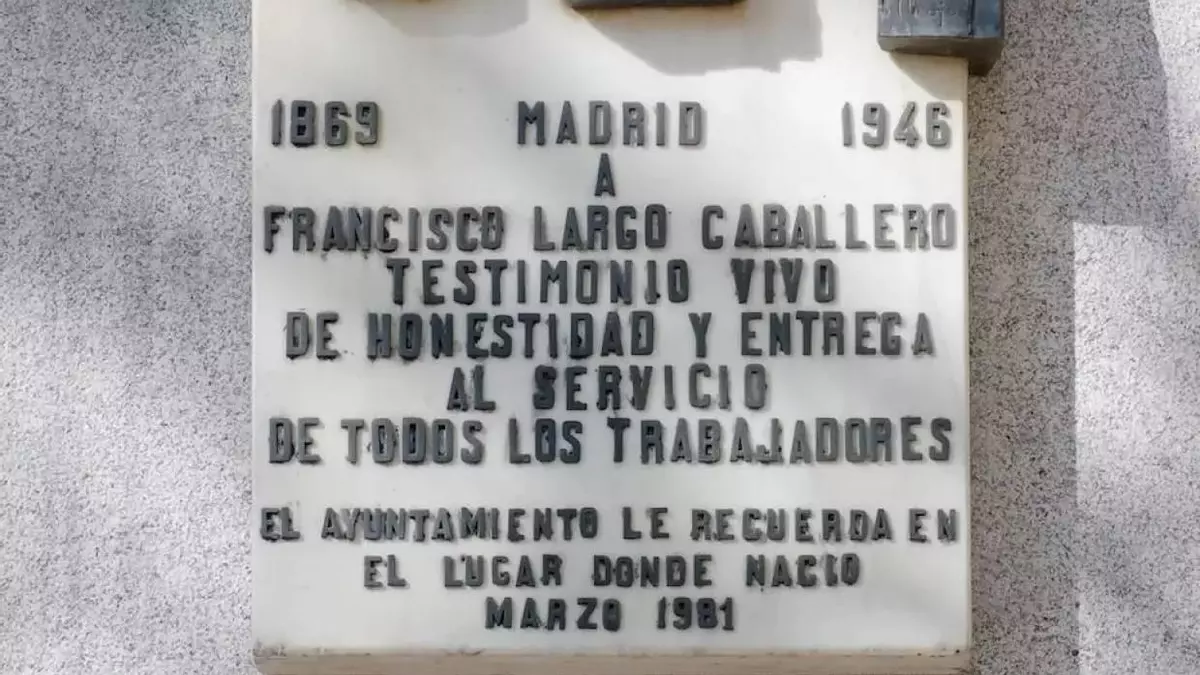 1869 MADRID 1946
A
FRANCISCO LARGO CABALLERO
TESTIMONIO VIVO
DE HONESTIDAD Y ENTREGA
AL SERVICIO
DE TODOS LOS TRABAJADORES
EL AYUNTAMIENTO LE RECUERDA EN
EL LUGAR DONDE NACIO
MARZO 1981